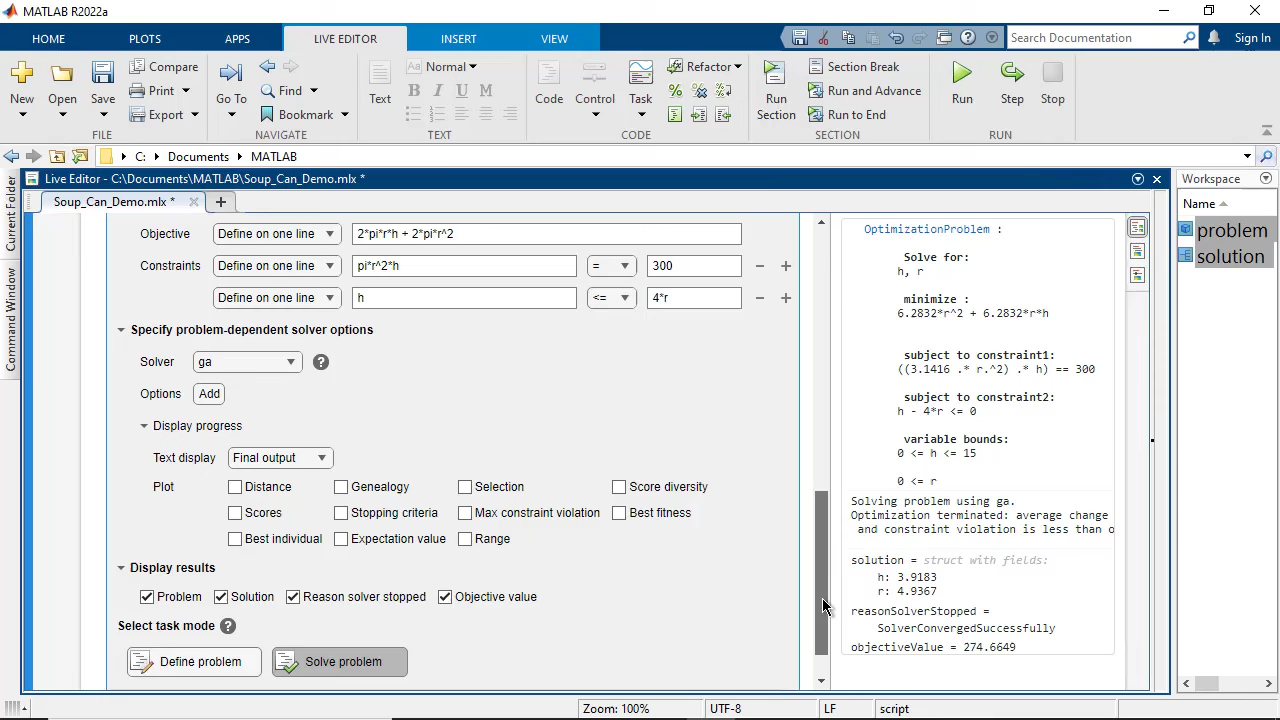 MATLAB R2022a
HOME PLOTS APPS LIVE EDITOR INSERT VIEW
Search Documentation Sign In
New Open Save Compare Print Export
Go To Find Bookmark
Text Normal B I U M
Code Control Task Refactor
Run Section Section Break Run and Advance Run to End
Run Step Stop
FILE NAVIGATE TEXT CODE SECTION RUN
C: Documents MATLAB
Current Folder
Command Window
Live Editor - C:\Documents\MATLAB\Soup_Can_Demo.mlx *
Soup_Can_Demo.mlx *
Objective Define on one line 2*pi*r*h + 2*pi*r^2
Constraints Define on one line pi*r^2*h = 300
Define on one line h <= 4*r
Specify problem-dependent solver options
Solver ga
Options Add
Display progress
Text display Final output
Plot Distance Genealogy Selection Score diversity
Scores Stopping criteria Max constraint violation Best fitness
Best individual Expectation value Range
Display results
Problem Solution Reason solver stopped Objective value
Select task mode
Define problem Solve problem
OptimizationProblem :
Solve for:
h, r
minimize :
6.2832*r^2 + 6.2832*r*h
subject to constraint1:
((3.1416 .* r.^2) .* h) == 300
subject to constraint2:
h - 4*r <= 0
variable bounds:
0 <= h <= 15
0 <= r
Solving problem using ga.
Optimization terminated: average change
and constraint violation is less than o
solution = struct with fields:
h: 3.9183
r: 4.9367
reasonSolverStopped =
SolverConvergedSuccessfully
objectiveValue = 274.6649
Workspace
Name
problem
solution
Zoom: 100% UTF-8 LF script